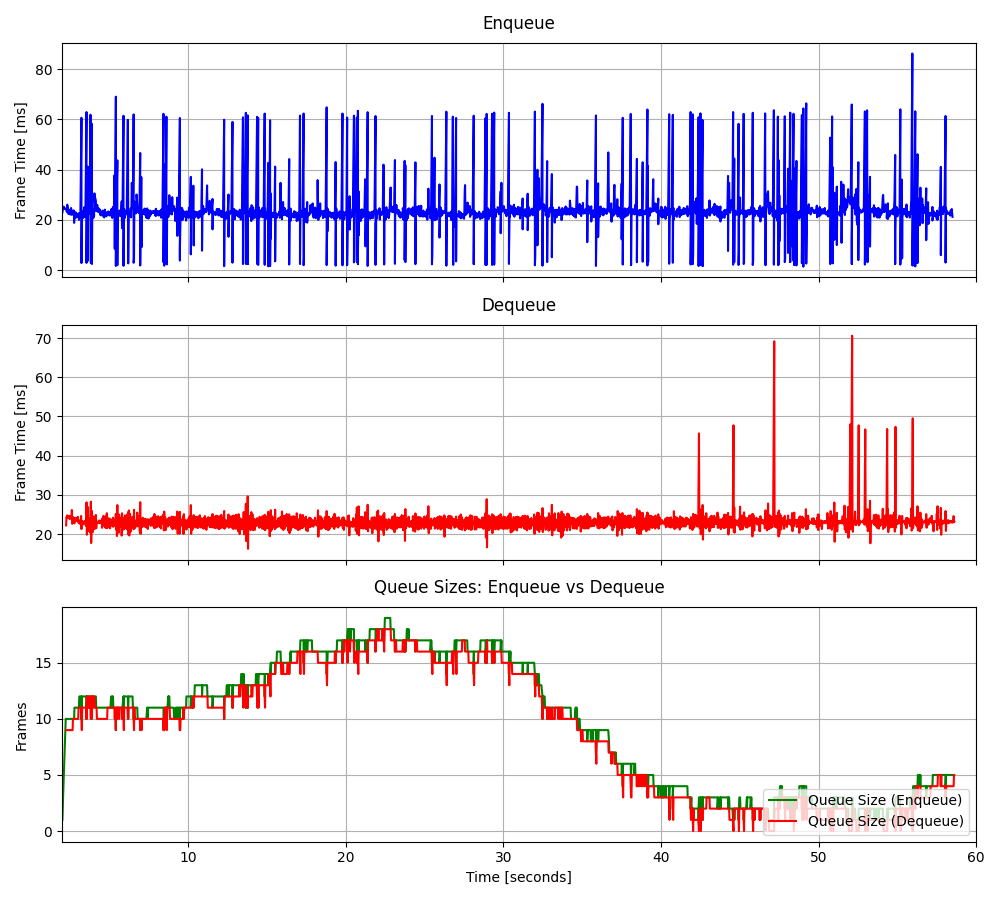 Enqueue
Frame Time [ms]
80
60
40
20
0
Dequeue
Frame Time [ms]
70
60
50
40
30
20
Queue Sizes: Enqueue vs Dequeue
Frames
15
10
5
0
Queue Size (Enqueue)
Queue Size (Dequeue)
10 20 30 40 50 60
Time [seconds]